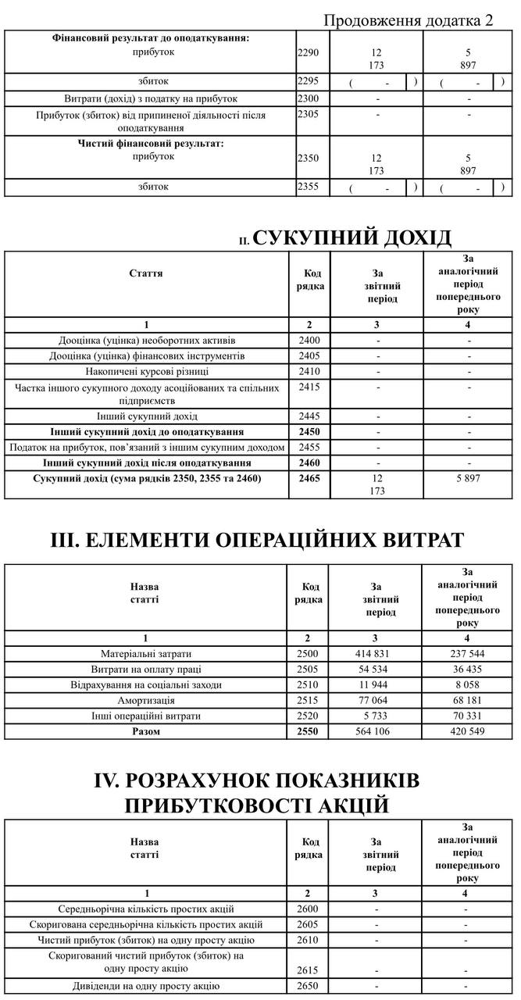 Продовження додатка 2
Фінансовий результат до оподаткування:
прибуток 2290 12 5
173 897
збиток 2295 ( - ) ( - )
Витрати (дохід) з податку на прибуток 2300 - -
Прибуток (збиток) від припиненої діяльності після 2305 - -
оподаткування
Чистий фінансовий результат:
прибуток 2350 12 5
173 897
збиток 2355 ( - ) ( - )
II. СУКУПНИЙ ДОХІД
За
Стаття Код За аналогічний
рядка звітний період
період попереднього
року
1 2 3 4
Дооцінка (уцінка) необоротних активів 2400 - -
Дооцінка (уцінка) фінансових інструментів 2405 - -
Накопичені курсові різниці 2410 - -
Частка іншого сукупного доходу асоційованих та спільних 2415 - -
підприємств
Інший сукупний дохід 2445 - -
Інший сукупний дохід до оподаткування 2450 - -
Податок на прибуток, пов’язаний з іншим сукупним доходом 2455 - -
Інший сукупний дохід після оподаткування 2460 - -
Сукупний дохід (сума рядків 2350, 2355 та 2460) 2465 12 5 897
173
III. ЕЛЕМЕНТИ ОПЕРАЦІЙНИХ ВИТРАТ
За
Назва Код За аналогічний
статті рядка звітний період
період попереднього
року
1 2 3 4
Матеріальні затрати 2500 414 831 237 544
Витрати на оплату праці 2505 54 534 36 435
Відрахування на соціальні заходи 2510 11 944 8 058
Амортизація 2515 77 064 68 181
Інші операційні витрати 2520 5 733 70 331
Разом 2550 564 106 420 549
IV. РОЗРАХУНОК ПОКАЗНИКІВ
ПРИБУТКОВОСТІ АКЦІЙ
За
Назва Код За аналогічний
статті рядка звітний період
період попереднього
року
1 2 3 4
Середньорічна кількість простих акцій 2600 - -
Скоригована середньорічна кількість простих акцій 2605 - -
Чистий прибуток (збиток) на одну просту акцію 2610 - -
Скоригований чистий прибуток (збиток) на
одну просту акцію 2615 - -
Дивіденди на одну просту акцію 2650 - -